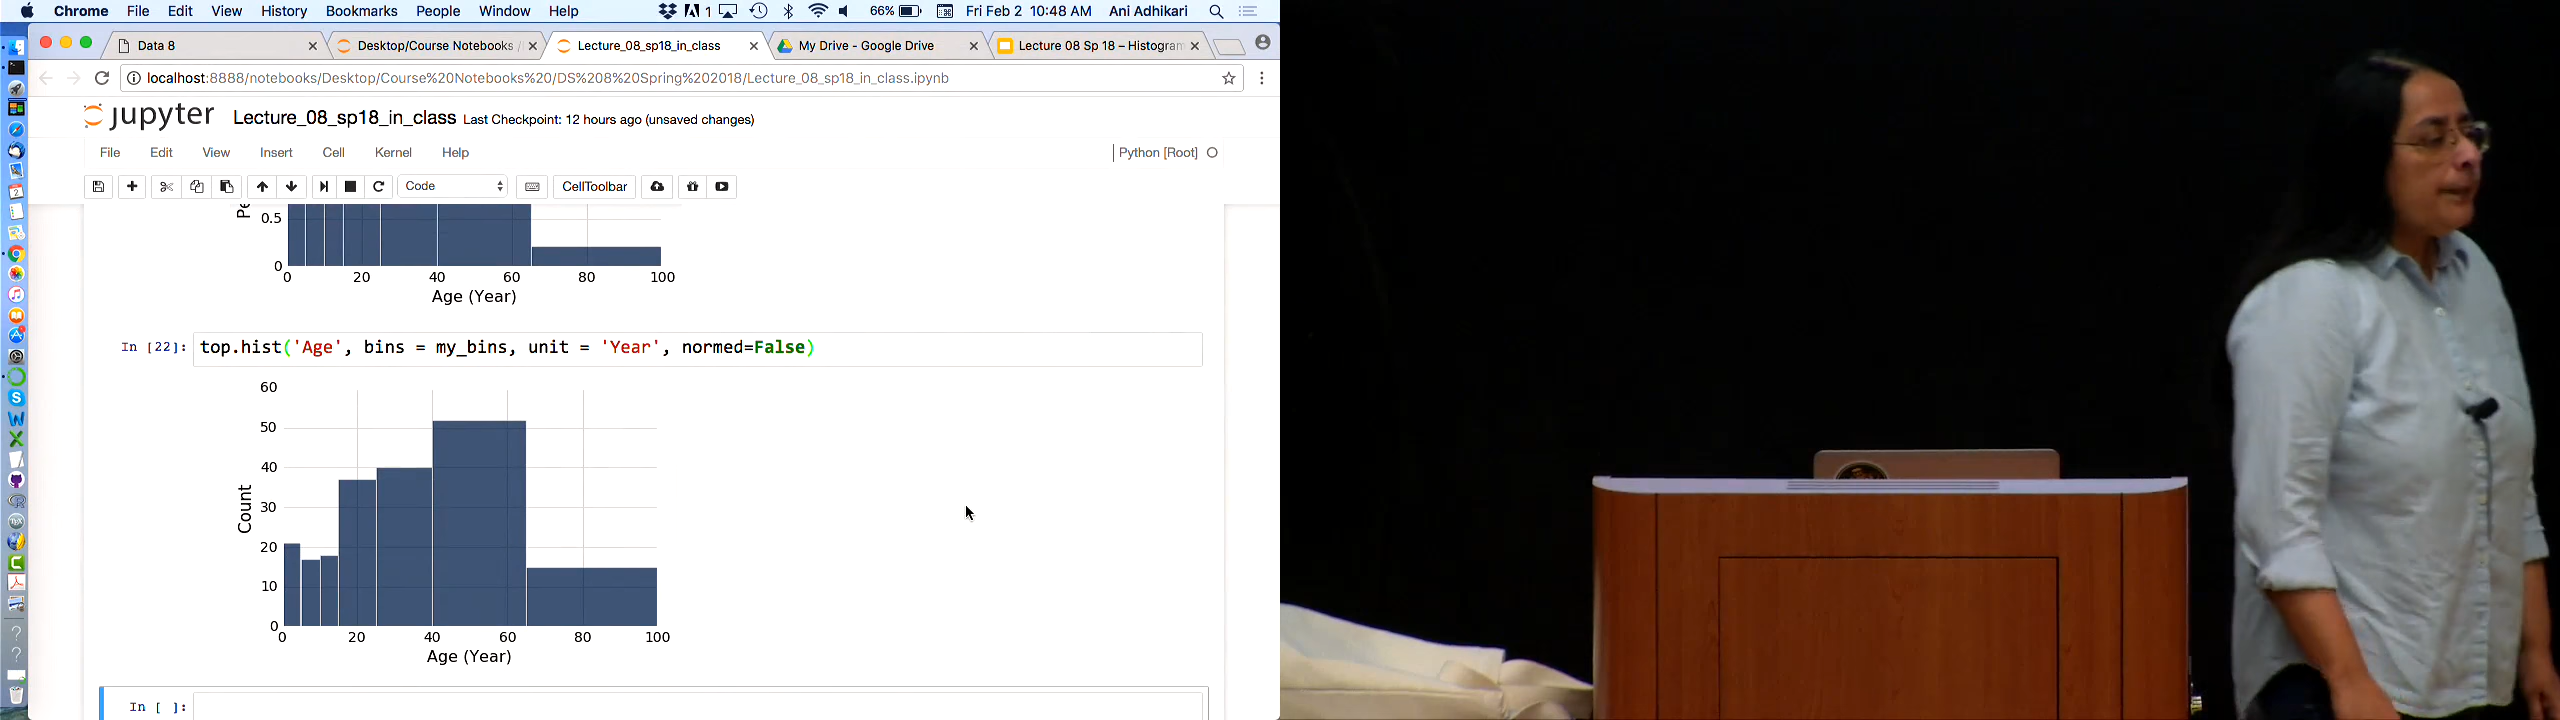 Chrome File Edit View History Bookmarks People Window Help 1 66% Fri Feb 2 10:48 AM Ani Adhikari
Data 8 Desktop/Course Notebooks / Lecture_08_sp18_in_class My Drive - Google Drive Lecture 08 Sp 18 – Histogram
localhost:8888/notebooks/Desktop/Course%20Notebooks%20/DS%208%20Spring%202018/Lecture_08_sp18_in_class.ipynb
jupyter Lecture_08_sp18_in_class Last Checkpoint: 12 hours ago (unsaved changes)
File Edit View Insert Cell Kernel Help Python [Root]
Code CellToolbar
0.5
0
0 20 40 60 80 100
Age (Year)
In [22]: top.hist('Age', bins = my_bins, unit = 'Year', normed=False)
60
50
40
30
20
10
0
Count
0 20 40 60 80 100
Age (Year)
In [ ]: